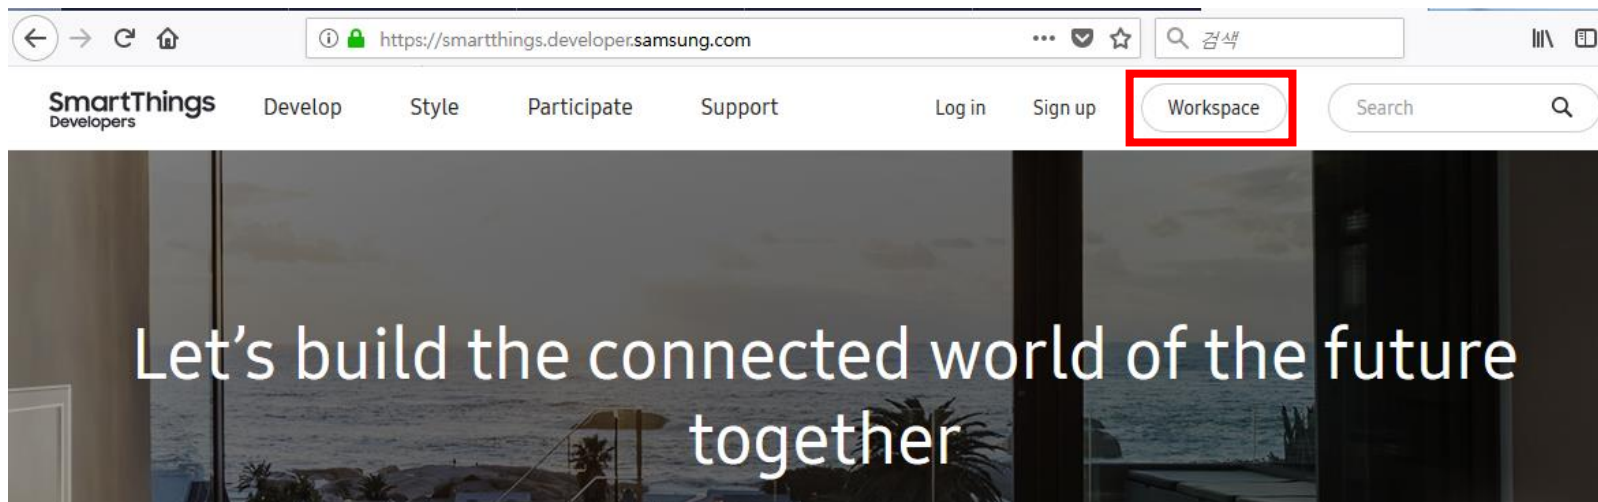 https://smartthings.developer.samsung.com
검색
SmartThings
Developers
Develop
Style
Participate
Support
Log in
Sign up
Workspace
Search
Let's build the connected world of the future
together